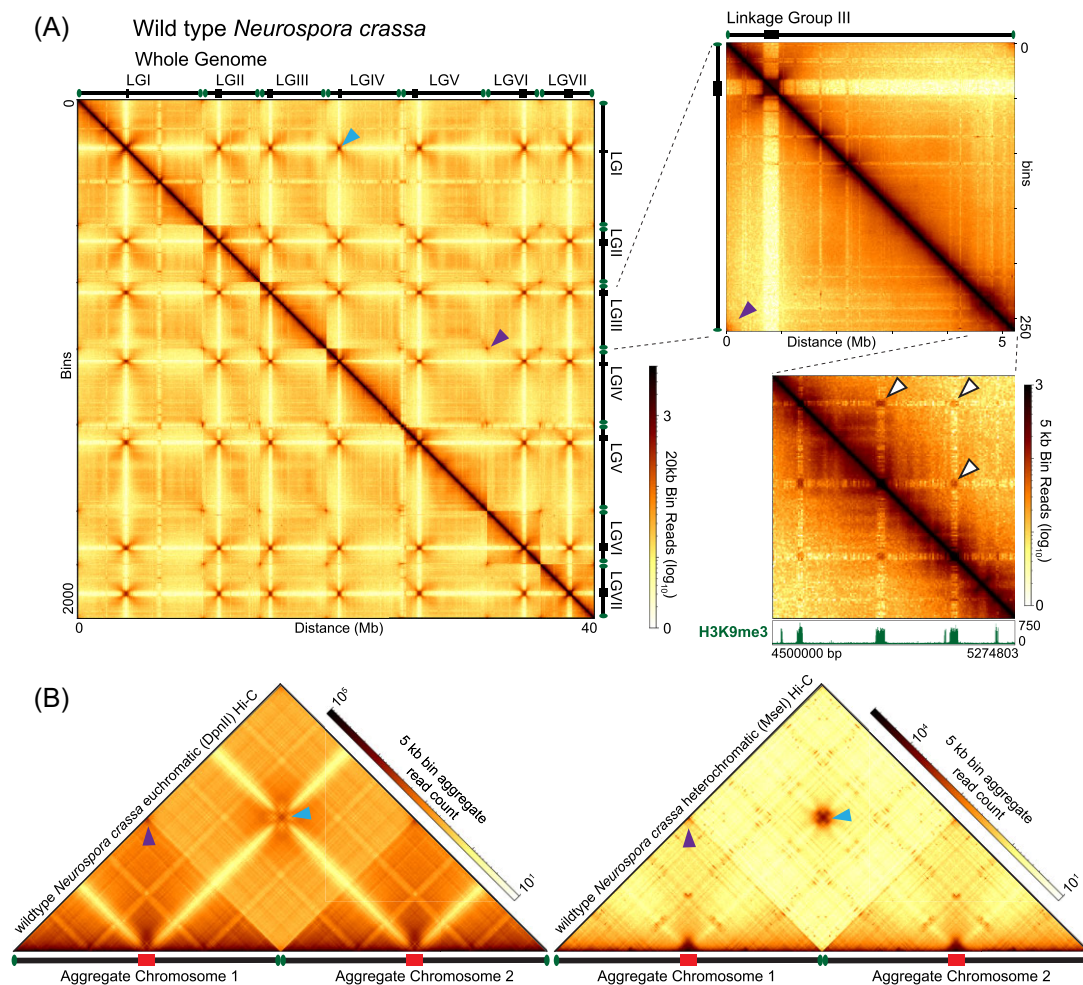 (A)
Wild type Neurospora crassa
Whole Genome
LGI LGII LGIII LGIV LGV LGVI LGVII
0
Bins
2000
LGI
LGII
LGIII
LGIV
LGV
LGVI
LGVII
0 Distance (Mb) 40
3
0
20kb Bin Reads (log10)
Linkage Group III
0
bins
250
0 Distance (Mb) 5
3
0
5 kb Bin Reads (log10)
H3K9me3
750
0
4500000 bp 5274803
(B)
wildtype Neurospora crassa euchromatic (DpnII) Hi-C
10^5
5 kb bin aggregate
read count
10^1
Aggregate Chromosome 1 Aggregate Chromosome 2
wildtype Neurospora crassa heterochromatic (MseI) Hi-C
10^4
5 kb bin aggregate
read count
10^1
Aggregate Chromosome 1 Aggregate Chromosome 2